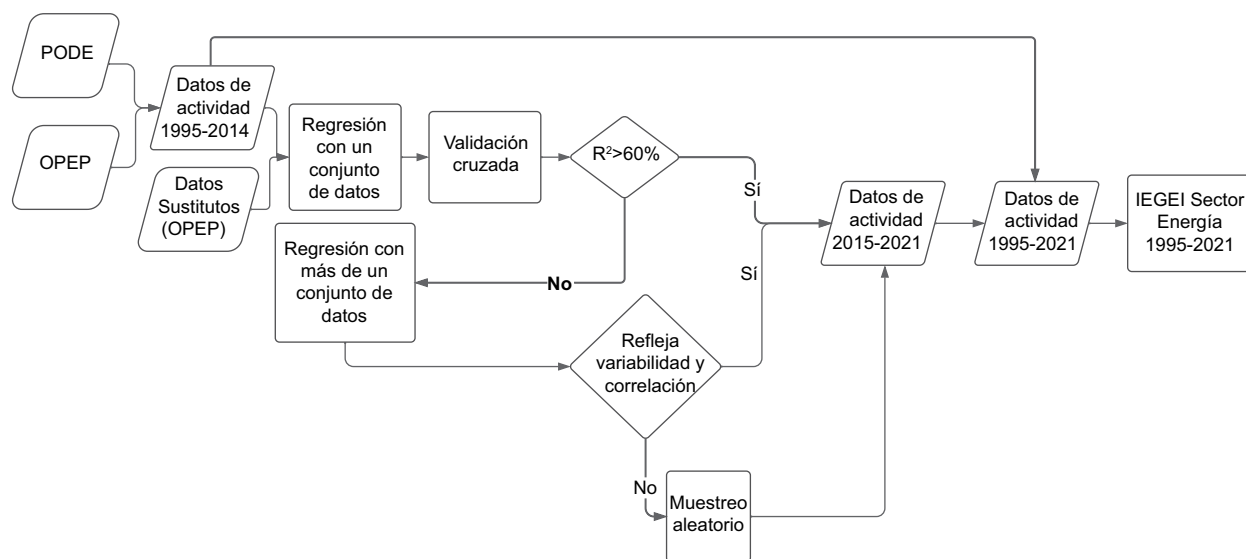 PODE
OPEP
Datos de
actividad
1995-2014
Datos
Sustitutos
(OPEP)
Regresión
con un
conjunto
de datos
Validación
cruzada
R²>60%
Sí
No
Regresión con
más de un
conjunto de
datos
Refleja
variabilidad y
correlación
Sí
No
Muestreo
aleatorio
Datos de
actividad
2015-2021
Datos de
actividad
1995-2021
IEGEI Sector
Energía
1995-2021